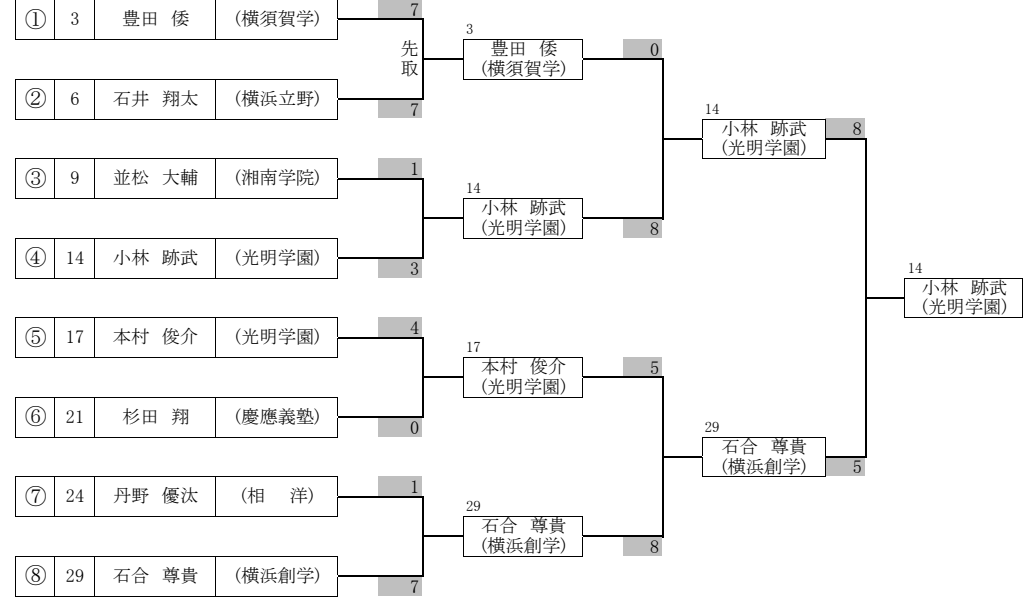 ① 3 豊田 倭 (横須賀学) 7
先取
3
豊田 倭
(横須賀学)
0
② 6 石井 翔太 (横浜立野) 7
14
小林 跡武
(光明学園)
8
③ 9 並松 大輔 (湘南学院) 1
14
小林 跡武
(光明学園)
8
④ 14 小林 跡武 (光明学園) 3
14
小林 跡武
(光明学園)
⑤ 17 本村 俊介 (光明学園) 4
17
本村 俊介
(光明学園)
5
⑥ 21 杉田 翔 (慶應義塾) 0
29
石合 尊貴
(横浜創学)
5
⑦ 24 丹野 優汰 (相 洋) 1
29
石合 尊貴
(横浜創学)
8
⑧ 29 石合 尊貴 (横浜創学) 7